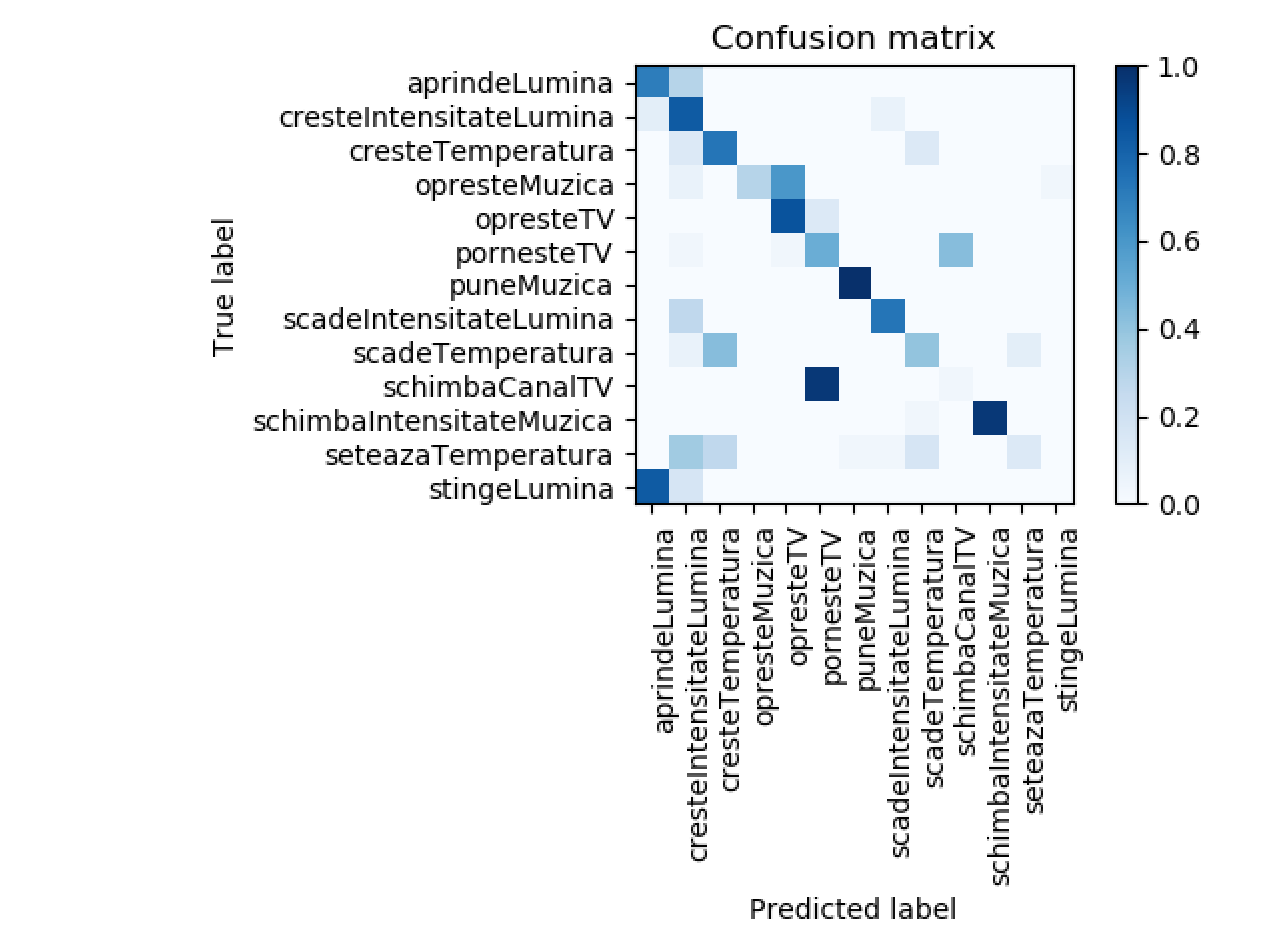 Confusion matrix
True label
aprindeLumina
cresteIntensitateLumina
cresteTemperatura
opresteMuzica
opresteTV
pornesteTV
puneMuzica
scadeIntensitateLumina
scadeTemperatura
schimbaCanalTV
schimbaIntensitateMuzica
seteazaTemperatura
stingeLumina
1.0
0.8
0.6
0.4
0.2
0.0
aprindeLumina
cresteIntensitateLumina
cresteTemperatura
opresteMuzica
opresteTV
pornesteTV
puneMuzica
scadeIntensitateLumina
scadeTemperatura
schimbaCanalTV
schimbaIntensitateMuzica
seteazaTemperatura
stingeLumina
Predicted label